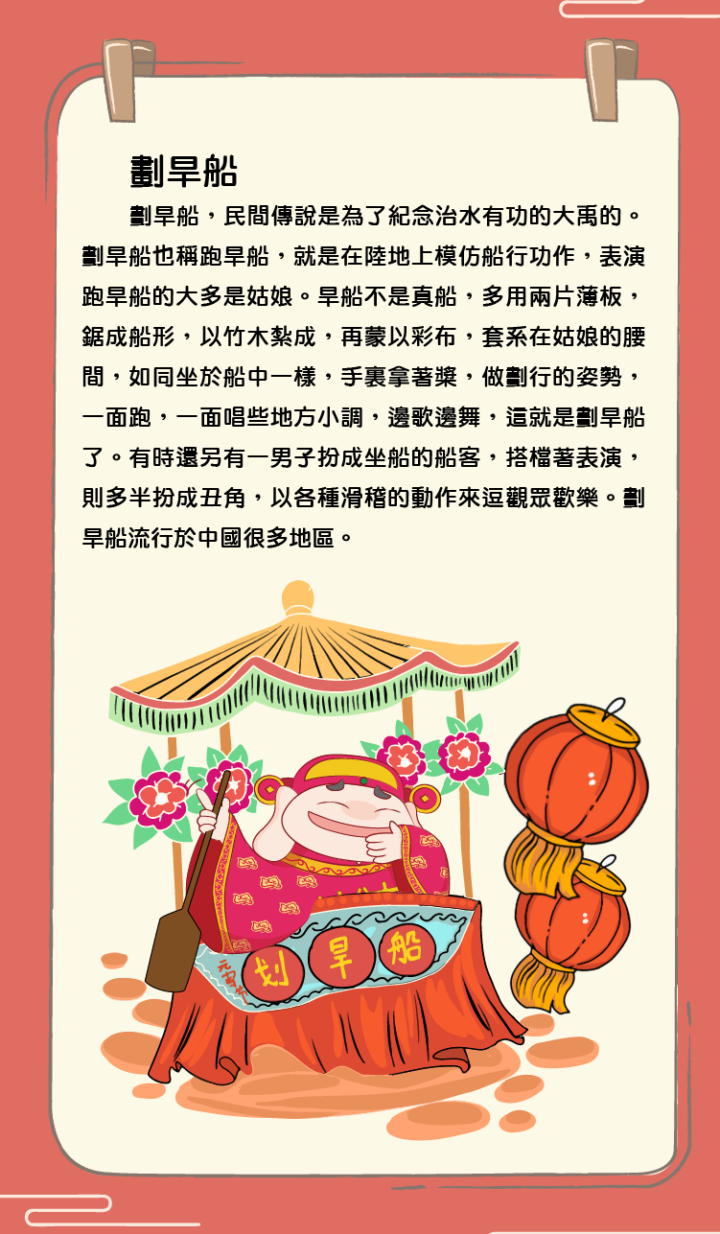 劃旱船
劃旱船，民間傳說是為了紀念治水有功的大禹的。
劃旱船也稱跑旱船，就是在陸地上模仿船行功作，表演
跑旱船的大多是姑娘。旱船不是真船，多用兩片薄板，
鋸成船形，以竹木紮成，再蒙以彩布，套系在姑娘的腰
間，如同坐於船中一樣，手裏拿著槳，做劃行的姿勢，
一面跑，一面唱些地方小調，邊歌邊舞，這就是劃旱船
了。有時還另有一男子扮成坐船的船客，搭檔著表演，
則多半扮成丑角，以各種滑稽的動作來逗觀眾歡樂。劃
旱船流行於中國很多地區。
元宵节
划旱船